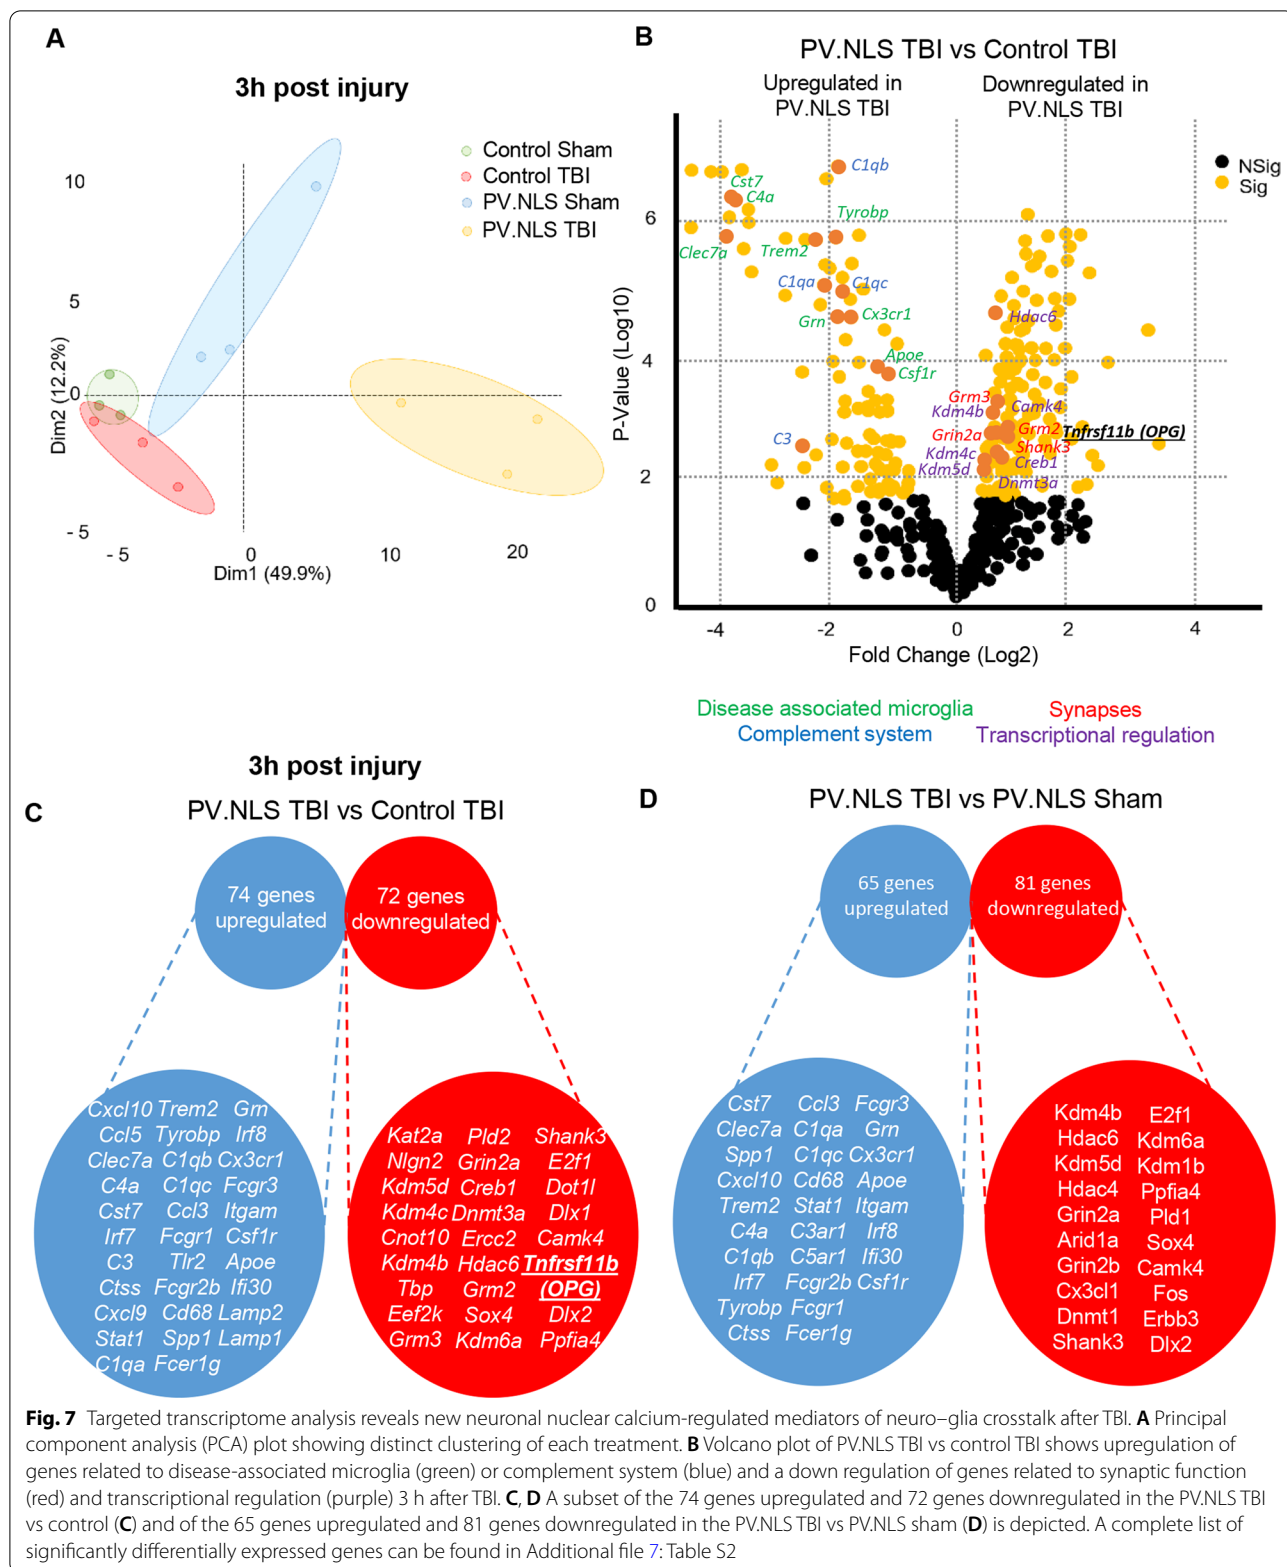 A
3h post injury
Control Sham
Control TBI
PV.NLS Sham
PV.NLS TBI
10
5
0
- 5
Dim2 (12.2%)
- 5
0
10
20
Dim1 (49.9%)
B
PV.NLS TBI vs Control TBI
Upregulated in
PV.NLS TBI
Downregulated in
PV.NLS TBI
NSig
Sig
C1qb
Cst7
C4a
Tyrobp
Clec7a
Trem2
C1qa
C1qc
Grn
Cx3cr1
Hdac6
Apoe
Csf1r
Grm3
Kdm4b
Camk4
Grin2a
Grm2
Tnfrsf11b (OPG)
C3
Shank3
Kdm4c
Creb1
Kdm5d
Dnmt3a
6
4
2
0
P-Value (Log10)
-4
-2
0
2
4
Fold Change (Log2)
Disease associated microglia
Synapses
Complement system
Transcriptional regulation
3h post injury
C
PV.NLS TBI vs Control TBI
74 genes
upregulated
72 genes
downregulated
Cxcl10 Trem2 Grn
Ccl5 Tyrobp Irf8
Clec7a C1qb Cx3cr1
C4a C1qc Fcgr3
Cst7 Ccl3 Itgam
Irf7 Fcgr1 Csf1r
C3 Tlr2 Apoe
Ctss Fcgr2b Ifi30
Cxcl9 Cd68 Lamp2
Stat1 Spp1 Lamp1
C1qa Fcer1g
Kat2a Pld2 Shank3
Nlgn2 Grin2a E2f1
Kdm5d Creb1 Dot1l
Kdm4c Dnmt3a Dlx1
Cnot10 Ercc2 Camk4
Kdm4b Hdac6 Tnfrsf11b
Tbp Grm2 (OPG)
Eef2k Sox4 Dlx2
Grm3 Kdm6a Ppfia4
D
PV.NLS TBI vs PV.NLS Sham
65 genes
upregulated
81 genes
downregulated
Cst7 Ccl3 Fcgr3
Clec7a C1qa Grn
Spp1 C1qc Cx3cr1
Cxcl10 Cd68 Apoe
Trem2 Stat1 Itgam
C4a C3ar1 Irf8
C1qb C5ar1 Ifi30
Irf7 Fcgr2b Csf1r
Tyrobp Fcgr1
Ctss Fcer1g
Kdm4b E2f1
Hdac6 Kdm6a
Kdm5d Kdm1b
Hdac4 Ppfia4
Grin2a Pld1
Arid1a Sox4
Grin2b Camk4
Cx3cl1 Fos
Dnmt1 Erbb3
Shank3 Dlx2
Fig. 7 Targeted transcriptome analysis reveals new neuronal nuclear calcium-regulated mediators of neuro–glia crosstalk after TBI. A Principal
component analysis (PCA) plot showing distinct clustering of each treatment. B Volcano plot of PV.NLS TBI vs control TBI shows upregulation of
genes related to disease-associated microglia (green) or complement system (blue) and a down regulation of genes related to synaptic function
(red) and transcriptional regulation (purple) 3 h after TBI. C, D A subset of the 74 genes upregulated and 72 genes downregulated in the PV.NLS TBI
vs control (C) and of the 65 genes upregulated and 81 genes downregulated in the PV.NLS TBI vs PV.NLS sham (D) is depicted. A complete list of
significantly differentially expressed genes can be found in Additional file 7: Table S2